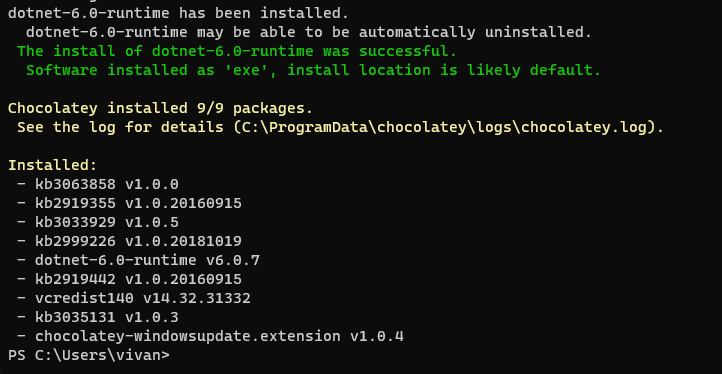 dotnet-6.0-runtime has been installed.
dotnet-6.0-runtime may be able to be automatically uninstalled.
The install of dotnet-6.0-runtime was successful.
Software installed as 'exe', install location is likely default.
Chocolatey installed 9/9 packages.
See the log for details (C:\ProgramData\chocolatey\logs\chocolatey.log).
Installed:
- kb3063858 v1.0.0
- kb2919355 v1.0.20160915
- kb3033929 v1.0.5
- kb2999226 v1.0.20181019
- dotnet-6.0-runtime v6.0.7
- kb2919442 v1.0.20160915
- vcredist140 v14.32.31332
- kb3035131 v1.0.3
- chocolatey-windowsupdate.extension v1.0.4
PS C:\Users\vivan>